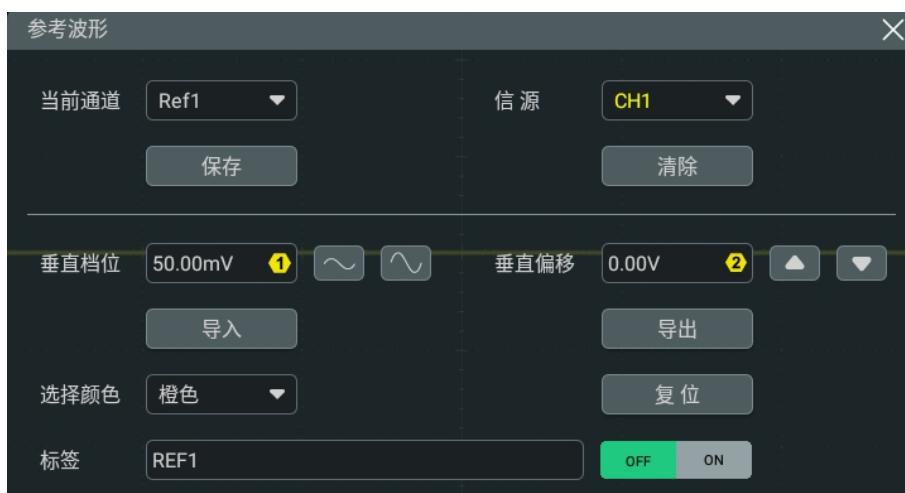 参考波形
当前通道 Ref1 信源 CH1
保存 清除
垂直档位 50.00mV 1 垂直偏移 0.00V 2
导入 导出
选择颜色 橙色 复位
标签 REF1 OFF ON